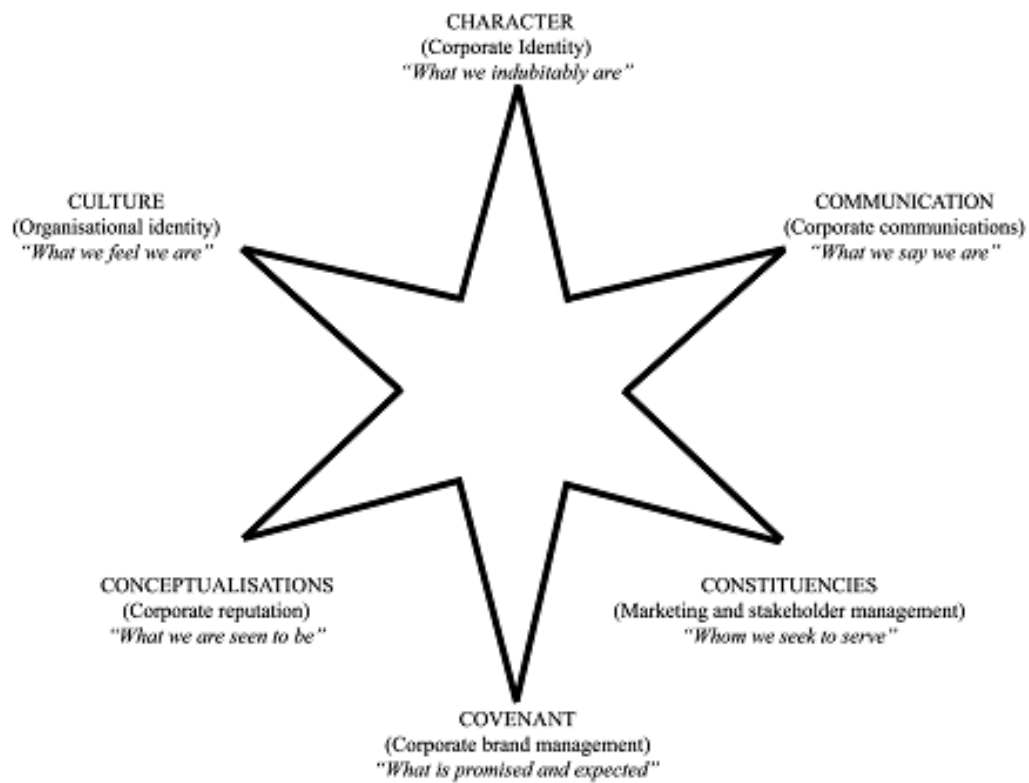 CHARACTER
(Corporate Identity)
“What we indubitably are”
CULTURE
(Organisational identity)
“What we feel we are”
COMMUNICATION
(Corporate communications)
“What we say we are”
CONCEPTUALISATIONS
(Corporate reputation)
“What we are seen to be”
CONSTITUENCIES
(Marketing and stakeholder management)
“Whom we seek to serve”
COVENANT
(Corporate brand management)
“What is promised and expected”